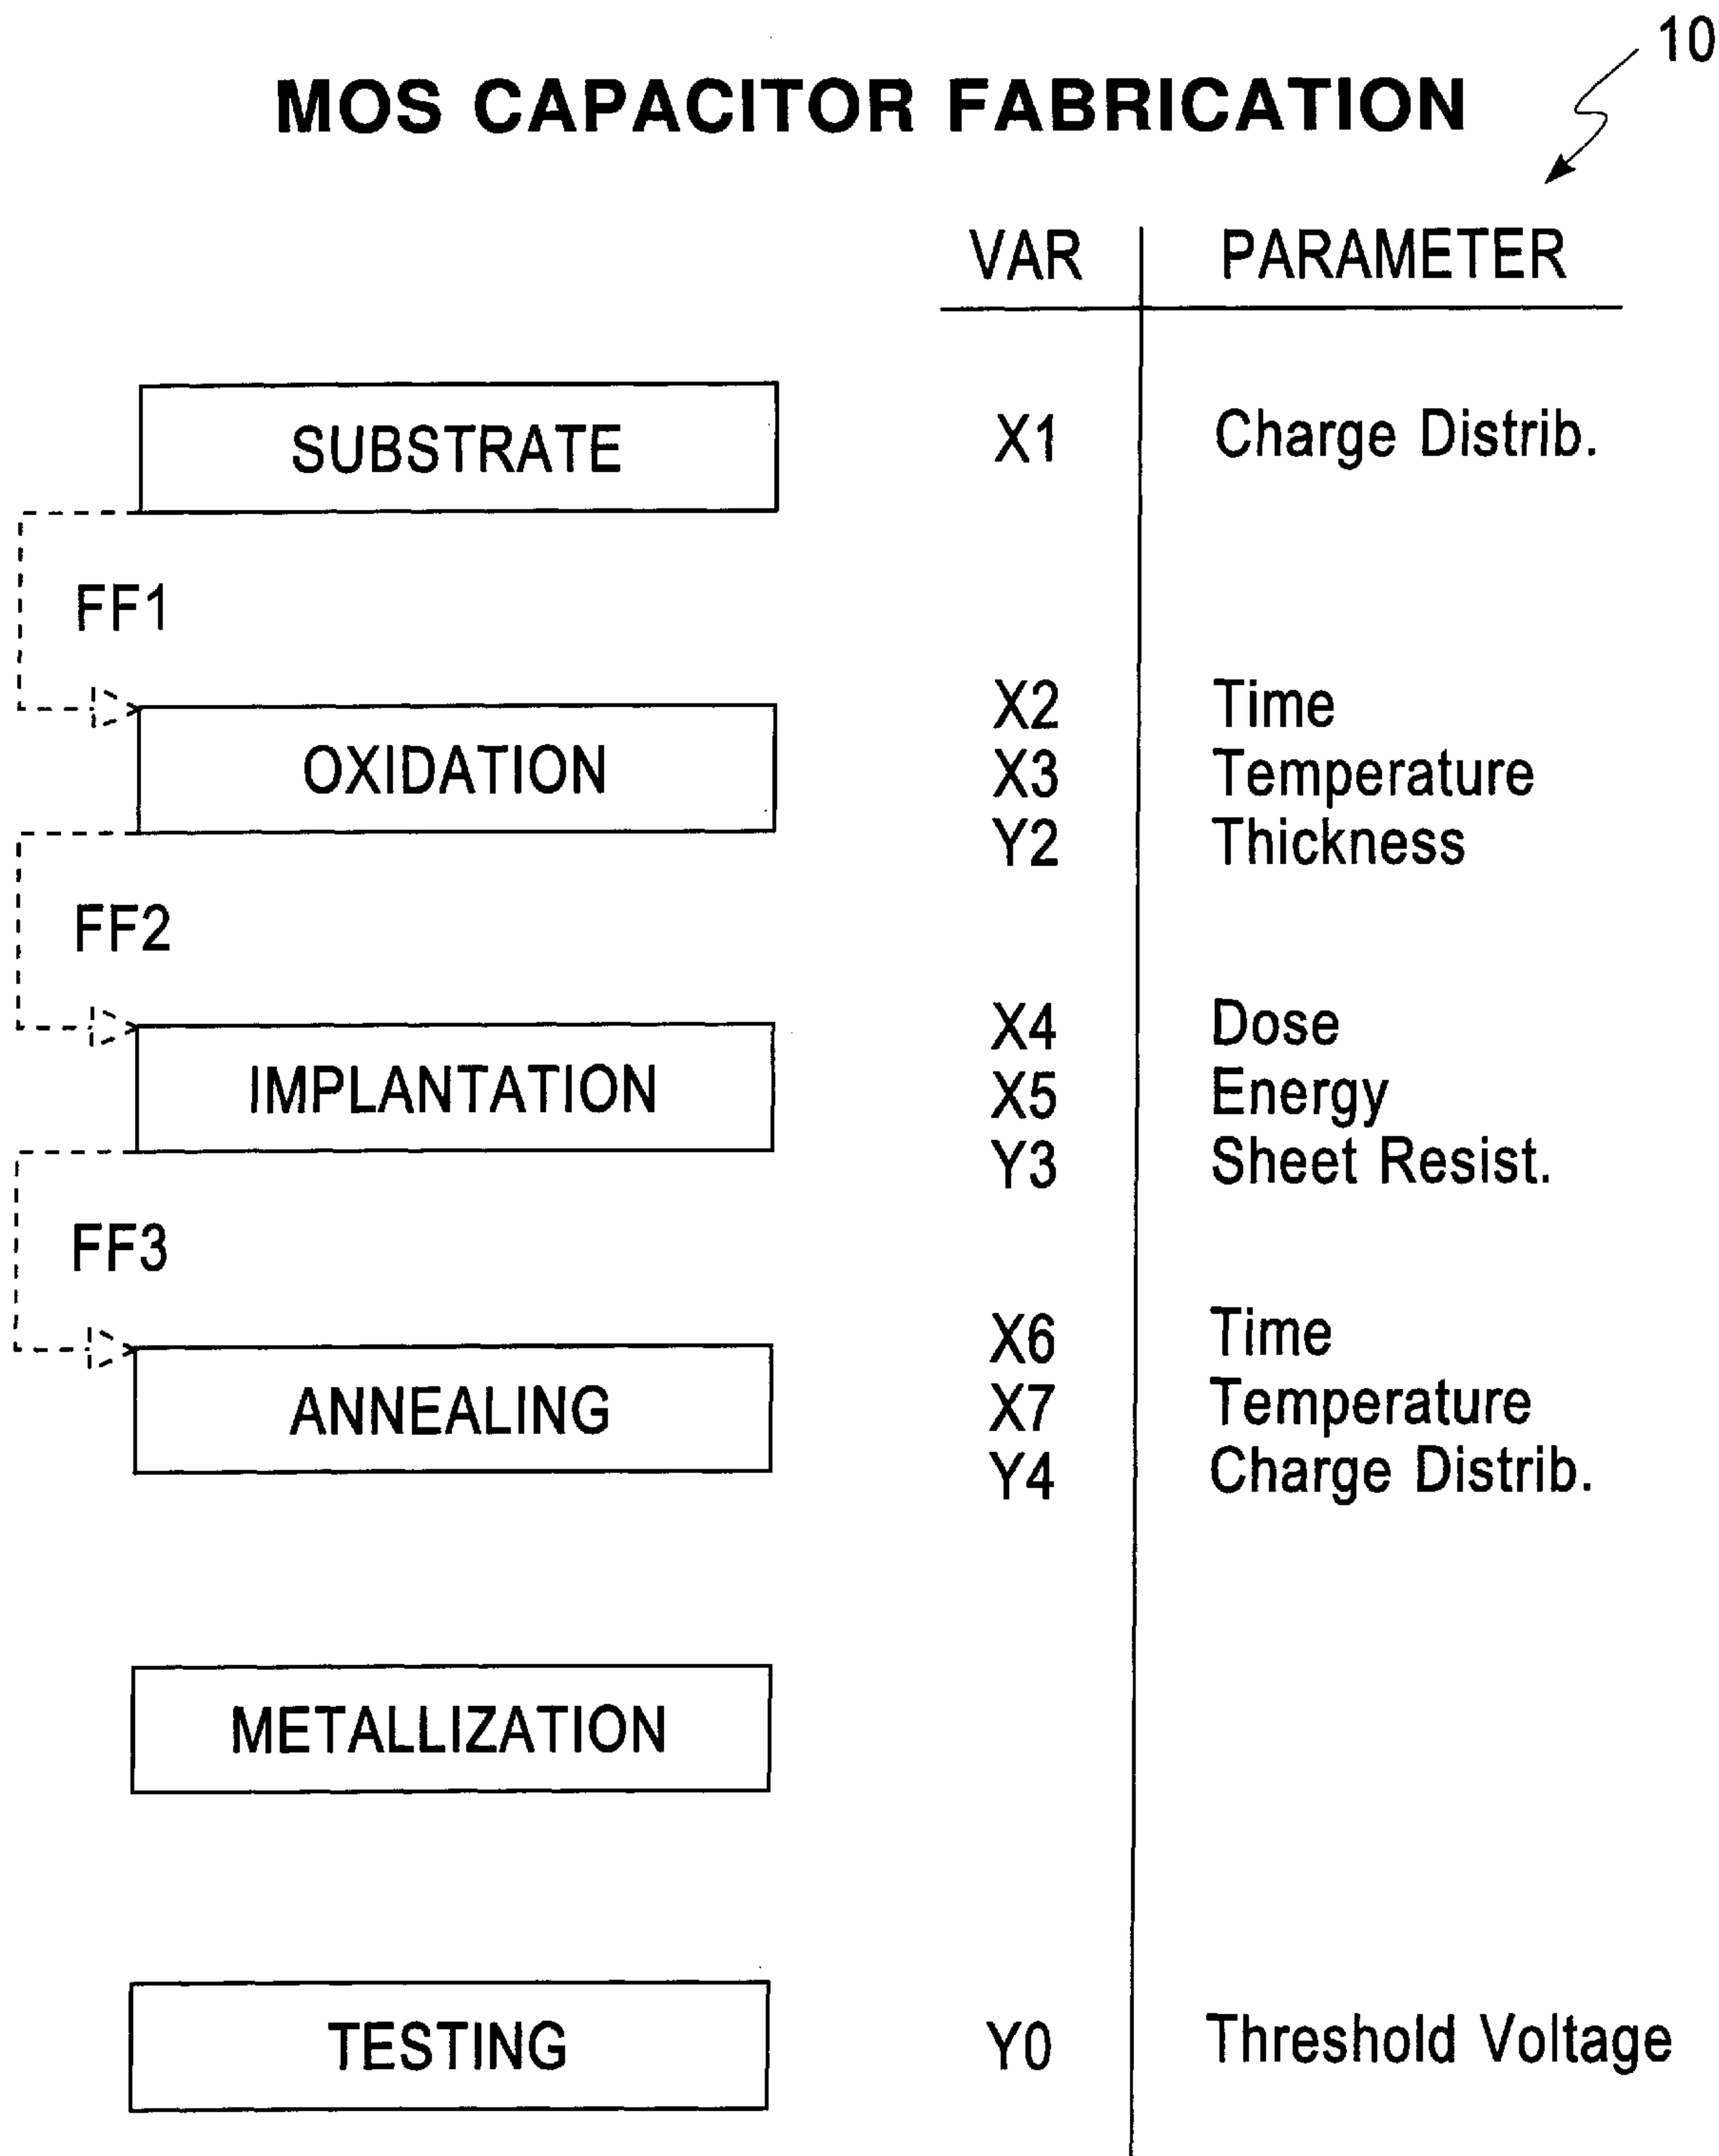 10
MOS CAPACITOR FABRICATION
VAR PARAMETER
SUBSTRATE X1 Charge Distrib.
FF1
X2 Time
OXIDATION X3 Temperature
Y2 Thickness
FF2
X4 Dose
IMPLANTATION X5 Energy
Y3 Sheet Resist.
FF3
X6 Time
ANNEALING X7 Temperature
Y4 Charge Distrib.
METALLIZATION
TESTING Y0 Threshold Voltage